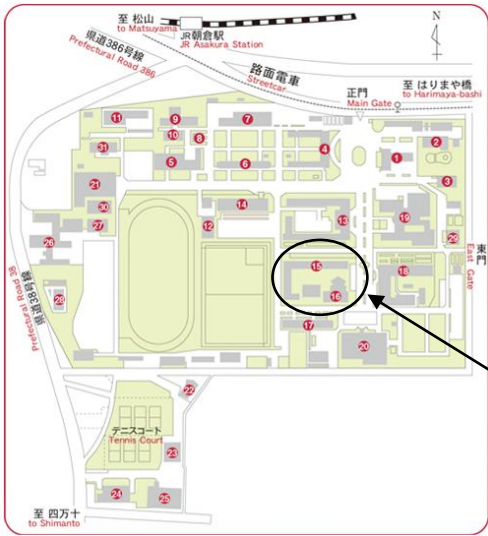 至 松山
to Matsuyama
JR朝倉駅
JR Asakura Station
N
県道386号線
Prefectural Road 386
路面電車
Streetcar
正門
Main Gate
至 はりまや橋
to Harimaya-bashi
11
9
7
10
8
31
5
6
4
1
2
3
21
30
27
26
28
12
14
13
19
29
東門
East Gate
15
16
18
17
20
県道38号線
Prefectural Road 38
22
テニスコート
Tennis Court
23
24
25
至 四万十
to Shimanto